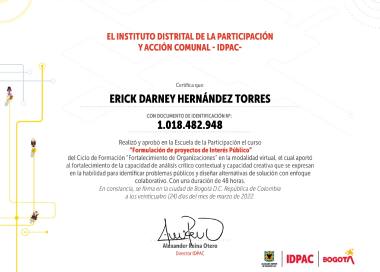 EL INSTITUTO DISTRITAL DE LA PARTICIPACIÓN
Y ACCIÓN COMUNAL - IDPAC-
Certifica que:
ERICK DARNEY HERNÁNDEZ TORRES
CON DOCUMENTO DE IDENTIFICACIÓN Nº:
1.018.482.948
Realizó y aprobó en la Escuela de la Participación el curso
"Formulación de proyectos de Interés Público"
del Ciclo de Formación "Fortalecimiento de Organizaciones" en la modalidad virtual, el cual aportó
al fortalecimiento de la capacidad de análisis crítico contextual y capacidad creativa que se expresan
en la habilidad para identificar problemas públicos y diseñar alternativas de solución con enfoque
colaborativo. Con una duración de 48 horas.
En constancia, se firma en la ciudad de Bogotá D.C. República de Colombia
a los veinticuatro (24) días del mes de marzo de 2022.
Alexander Reina Otero
Director IDPAC
IDPAC
BOGOTÁ